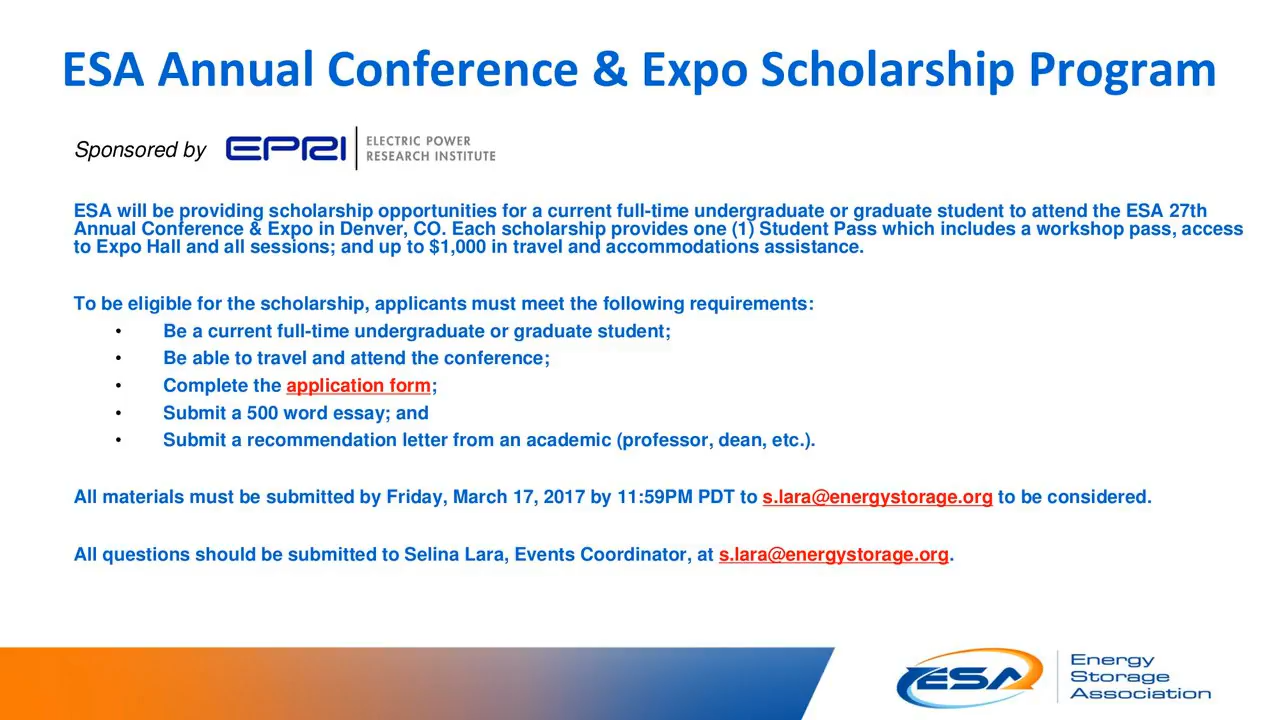 ESA Annual Conference & Expo Scholarship Program
Sponsored by EPRI ELECTRIC POWER
RESEARCH INSTITUTE
ESA will be providing scholarship opportunities for a current full-time undergraduate or graduate student to attend the ESA 27th
Annual Conference & Expo in Denver, CO. Each scholarship provides one (1) Student Pass which includes a workshop pass, access
to Expo Hall and all sessions; and up to $1,000 in travel and accommodations assistance.
To be eligible for the scholarship, applicants must meet the following requirements:
• Be a current full-time undergraduate or graduate student;
• Be able to travel and attend the conference;
• Complete the application form;
• Submit a 500 word essay; and
• Submit a recommendation letter from an academic (professor, dean, etc.).
All materials must be submitted by Friday, March 17, 2017 by 11:59PM PDT to s.lara@energystorage.org to be considered.
All questions should be submitted to Selina Lara, Events Coordinator, at s.lara@energystorage.org.
ESA
Energy
Storage
Association